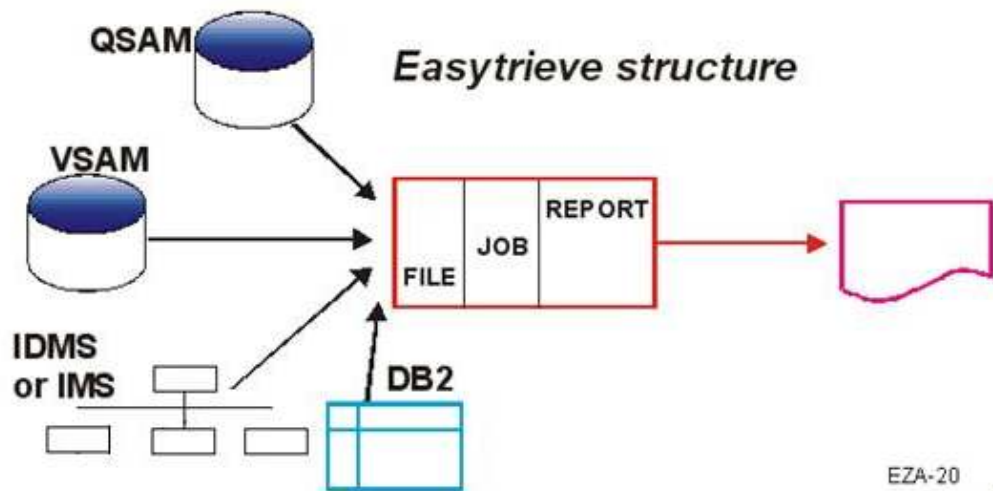 QSAM
Easytrieve structure
VSAM
REPORT
JOB
FILE
IDMS
or IMS
DB2
EZA-20